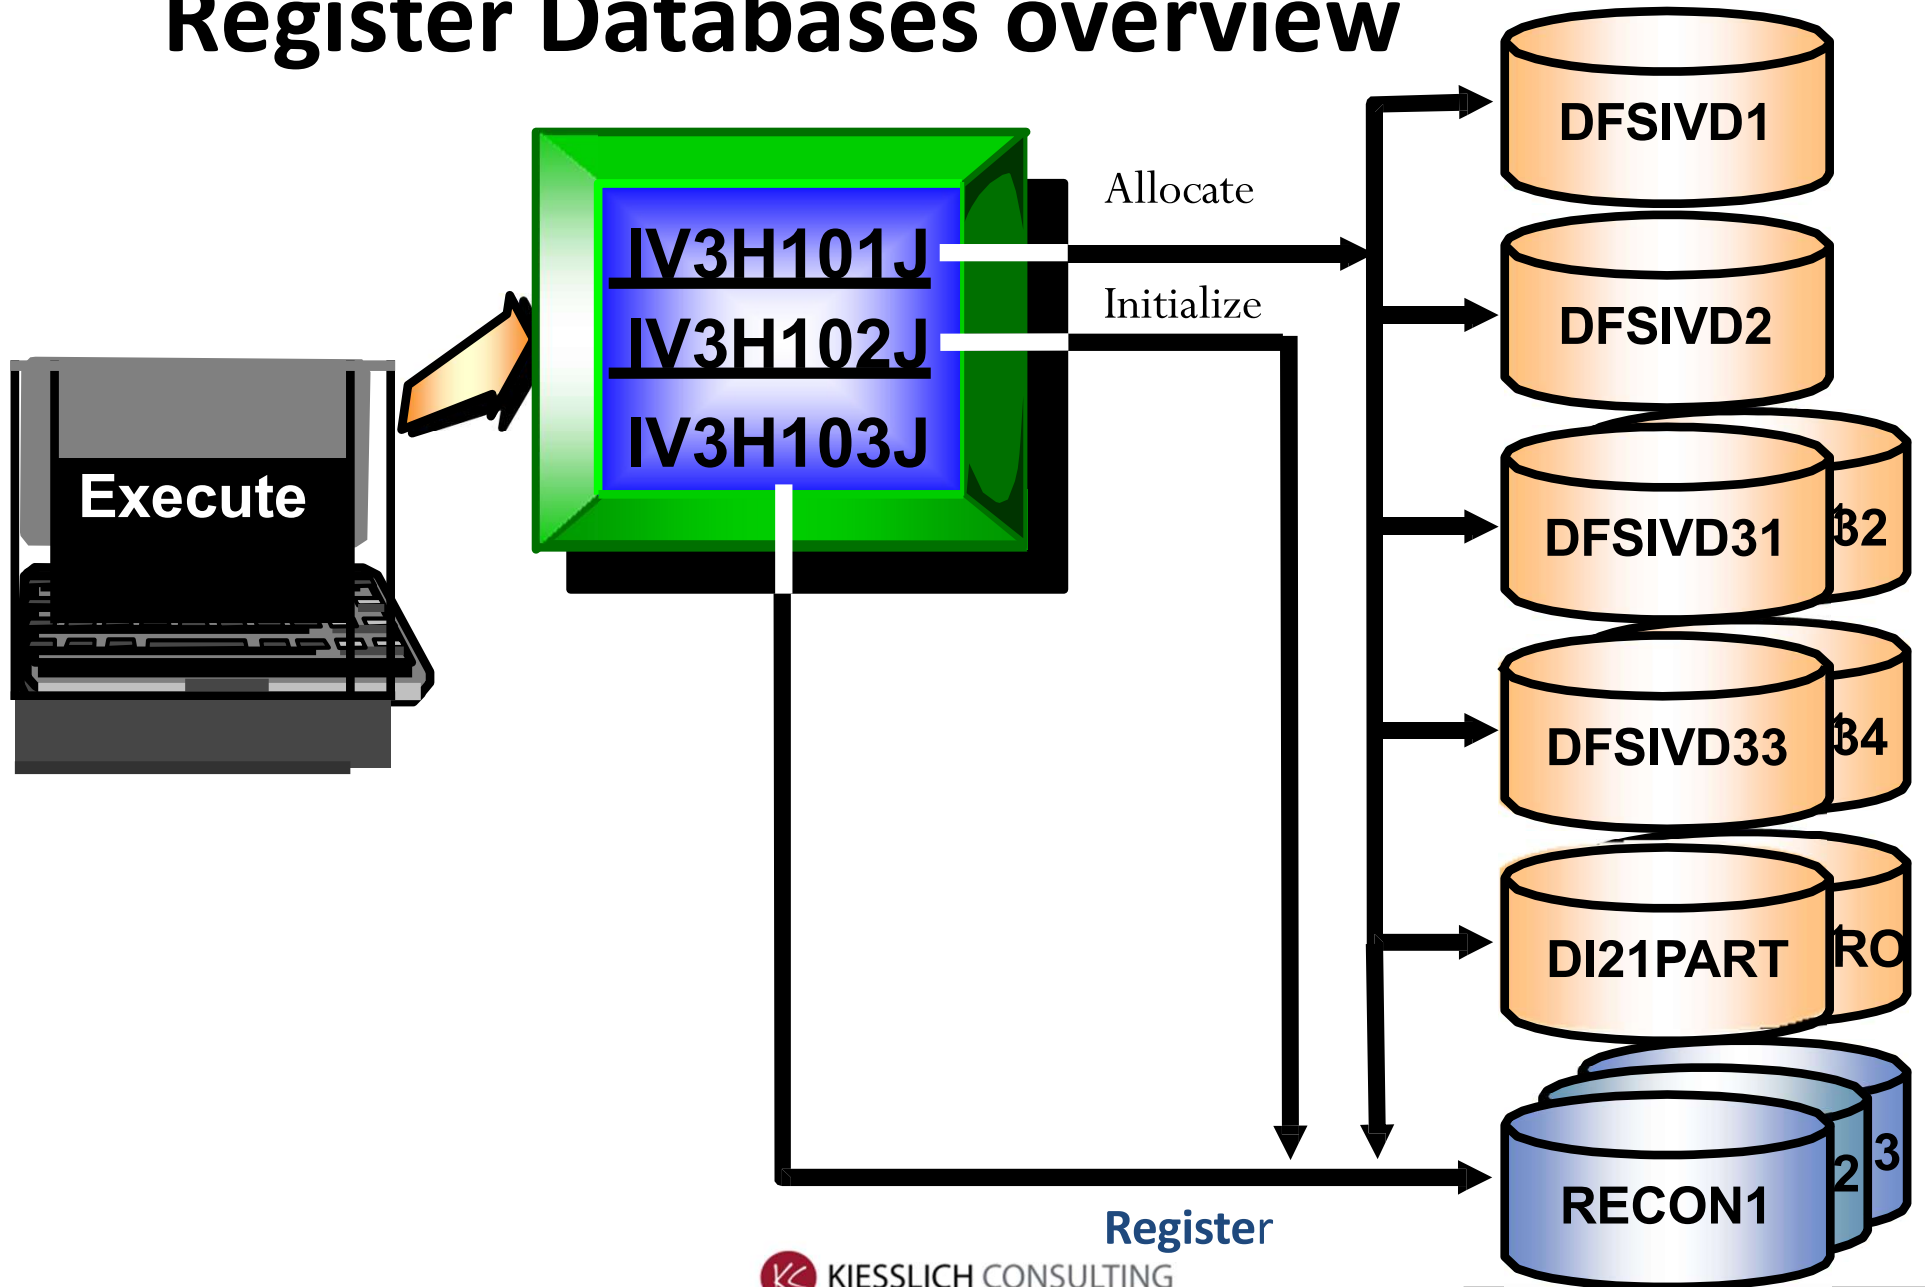 Register Databases overview
DFSIVD1
Allocate
IV3H101J
Initialize
IV3H102J
DFSIVD2
IV3H103J
Execute
DFSIVD31
32
DFSIVD33
34
DI21PART
RO
RECON1
2
3
Register
KC KIESSLICH CONSULTING